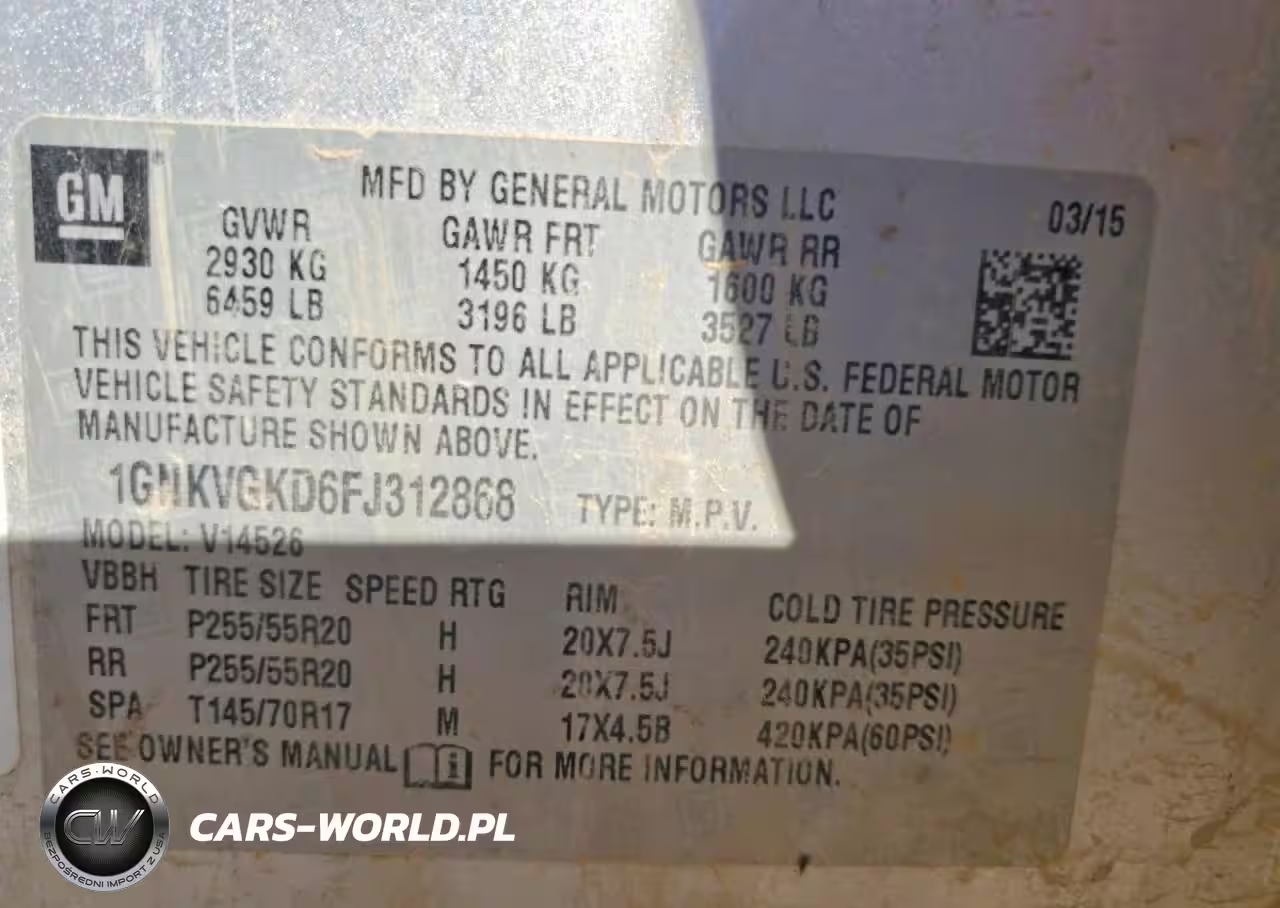 GM ®
MFD BY GENERAL MOTORS LLC
03/15
GVWR GAWR FRT GAWR RR
2930 KG 1450 KG 1600 KG
6459 LB 3196 LB 3527 LB
THIS VEHICLE CONFORMS TO ALL APPLICABLE U.S. FEDERAL MOTOR
VEHICLE SAFETY STANDARDS IN EFFECT ON THE DATE OF
MANUFACTURE SHOWN ABOVE.
1GNKVGKD6FJ312868 TYPE: M.P.V.
MODEL: V14526
VBBH TIRE SIZE SPEED RTG RIM COLD TIRE PRESSURE
FRT P255/55R20 H 20X7.5J 240KPA(35PSI)
RR P255/55R20 H 20X7.5J 240KPA(35PSI)
SPA T145/70R17 M 17X4.5B 420KPA(60PSI)
SEE OWNER'S MANUAL i FOR MORE INFORMATION.
CARS-WORLD
CW
BEZPOŚREDNI IMPORT Z USA
CARS-WORLD.PL